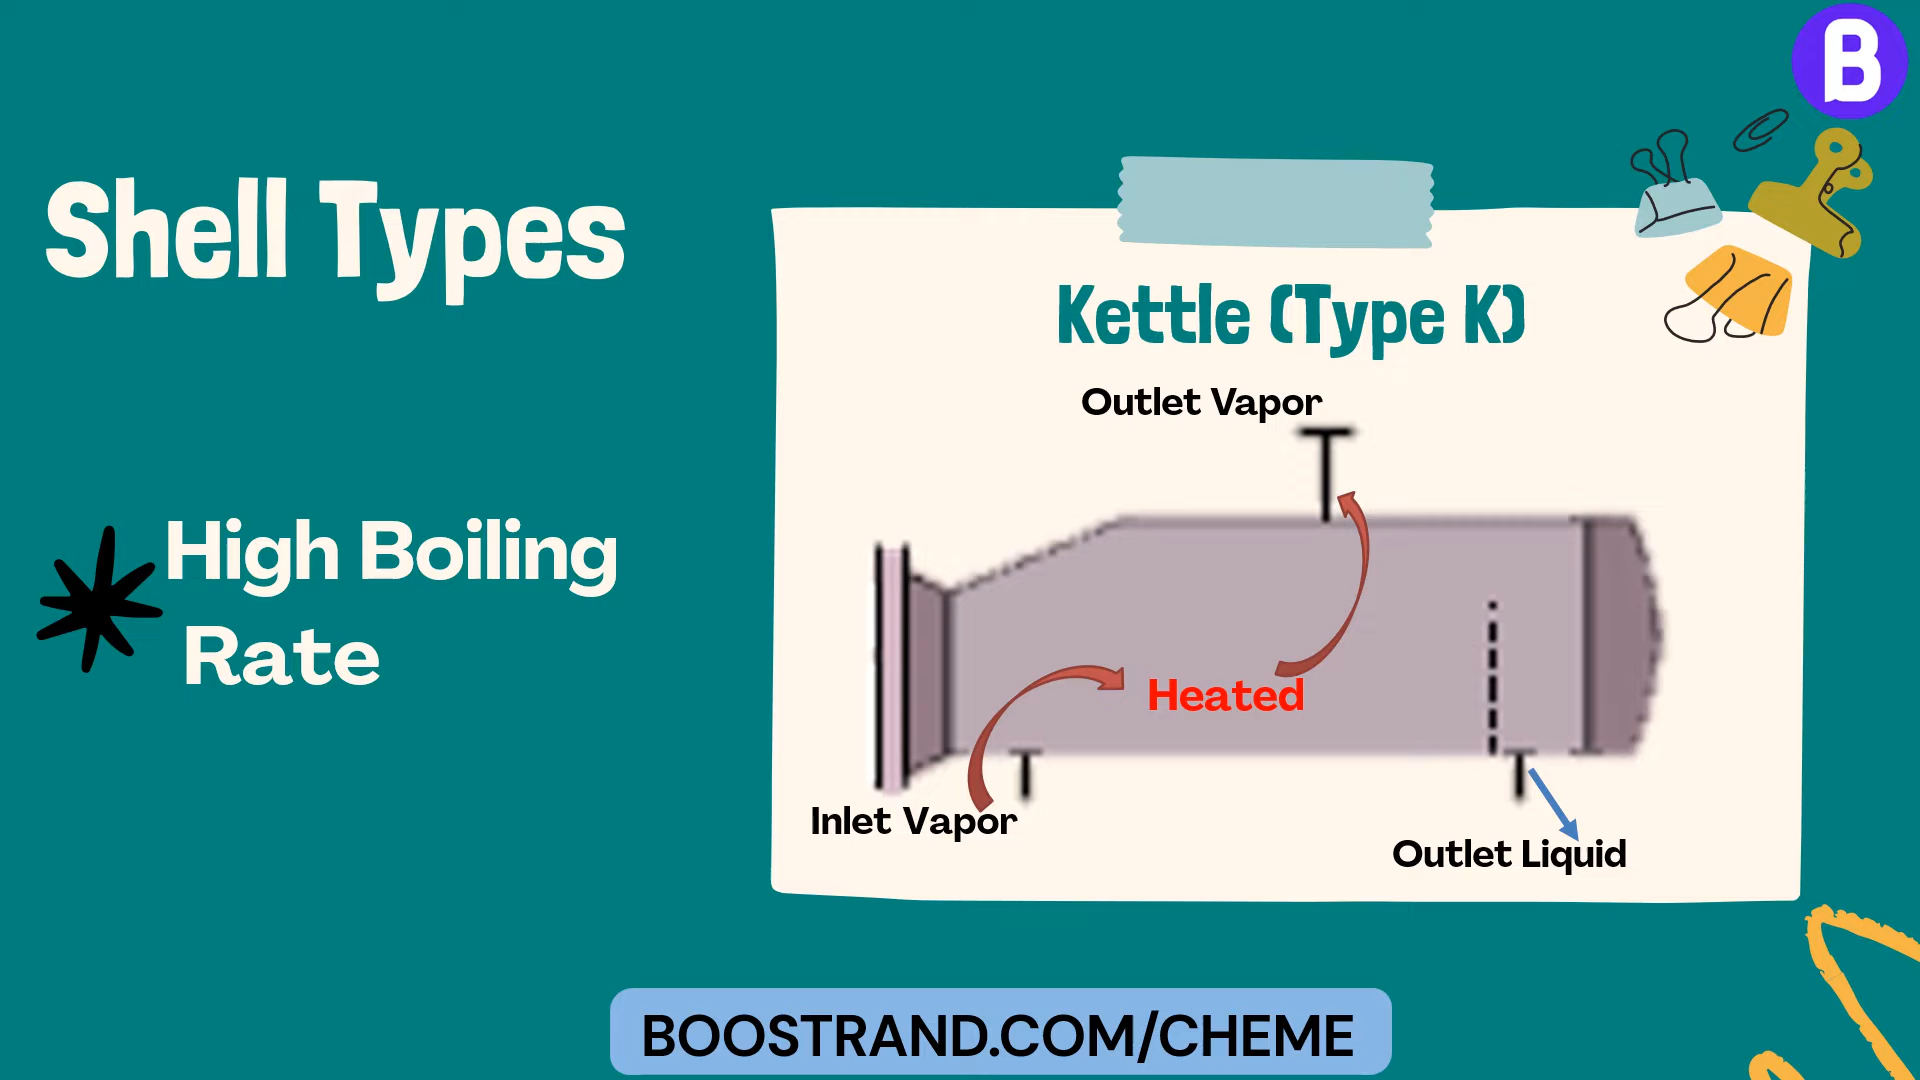 B
Shell Types
Kettle (Type K)
Outlet Vapor
High Boiling
Rate
Heated
Inlet Vapor
Outlet Liquid
BOOSTRAND.COM/CHEME